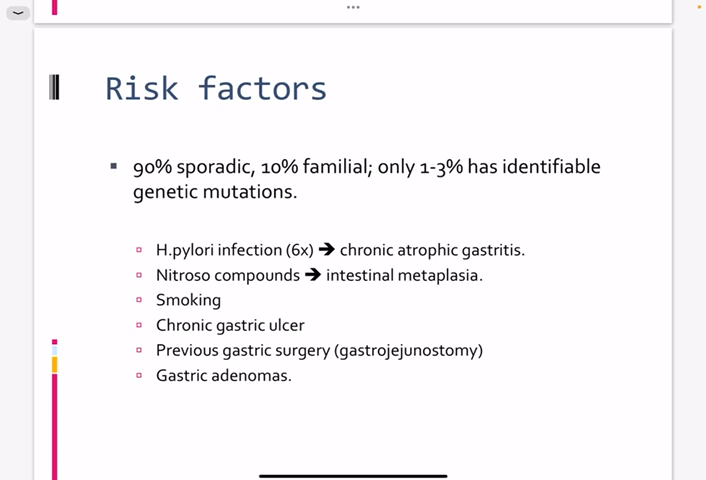 Risk factors
90% sporadic, 10% familial; only 1-3% has identifiable
genetic mutations.
H.pylori infection (6x) ➔ chronic atrophic gastritis.
Nitroso compounds ➔ intestinal metaplasia.
Smoking
Chronic gastric ulcer
Previous gastric surgery (gastrojejunostomy)
Gastric adenomas.